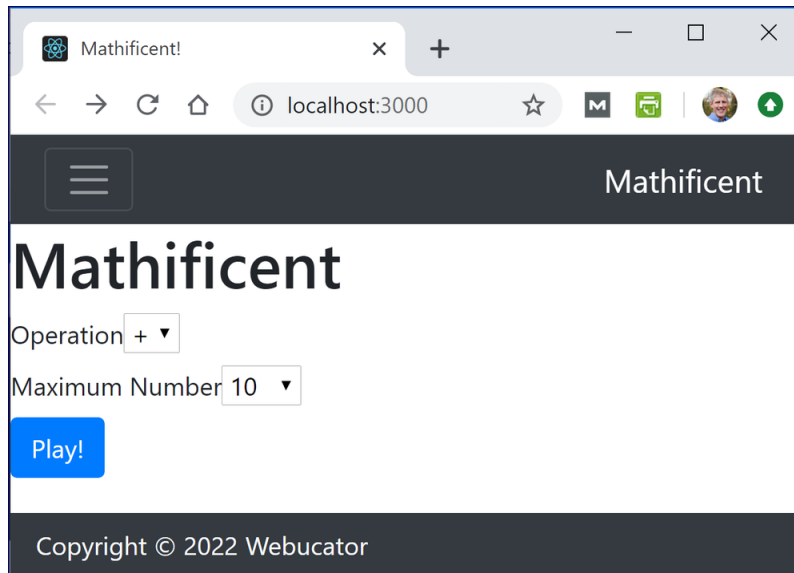 Mathificent!
localhost:3000
Mathificent
Mathificent
Operation + ▼
Maximum Number 10 ▼
Play!
Copyright © 2022 Webucator